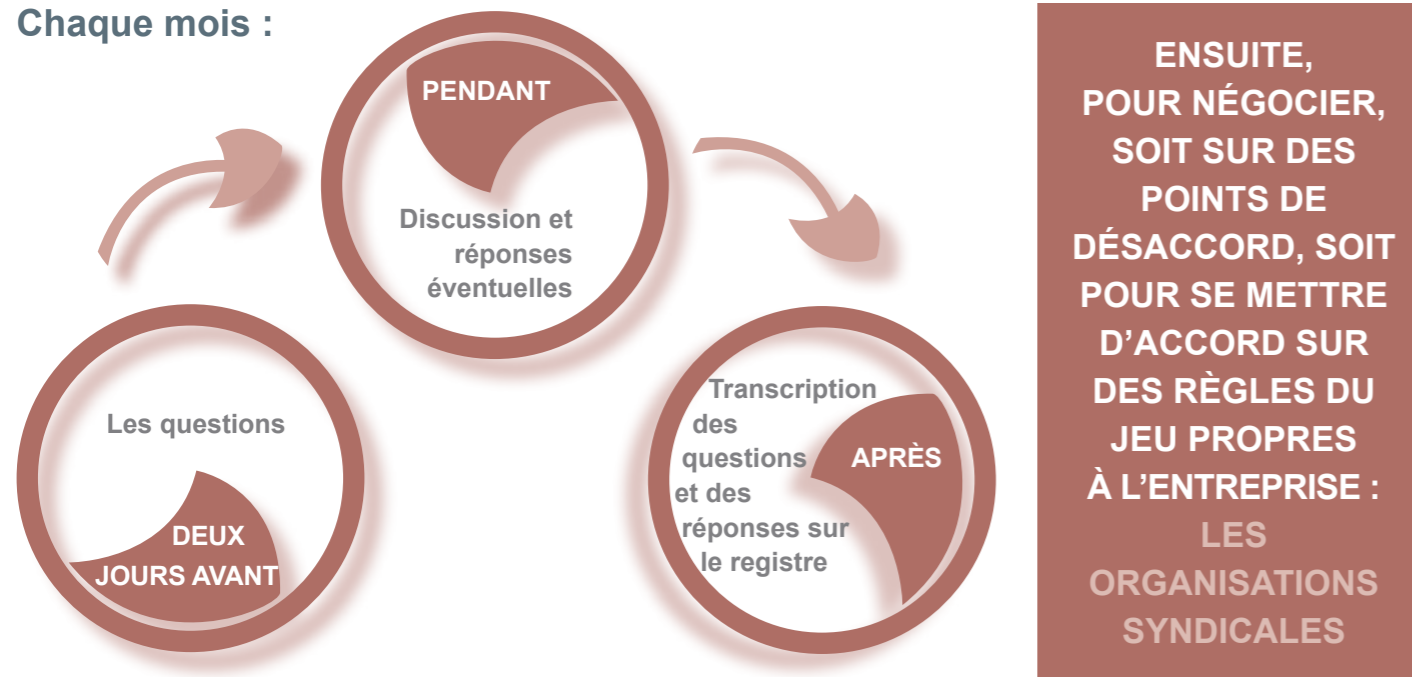 Chaque mois :
Les questions
DEUX
JOURS AVANT
PENDANT
Discussion et
réponses
éventuelles
Transcription
des
questions
et des
réponses sur
le registre
APRÈS
ENSUITE,
POUR NÉGOCIER,
SOIT SUR DES
POINTS DE
DÉSACCORD, SOIT
POUR SE METTRE
D’ACCORD SUR
DES RÈGLES DU
JEU PROPRES
À L’ENTREPRISE :
LES
ORGANISATIONS
SYNDICALES